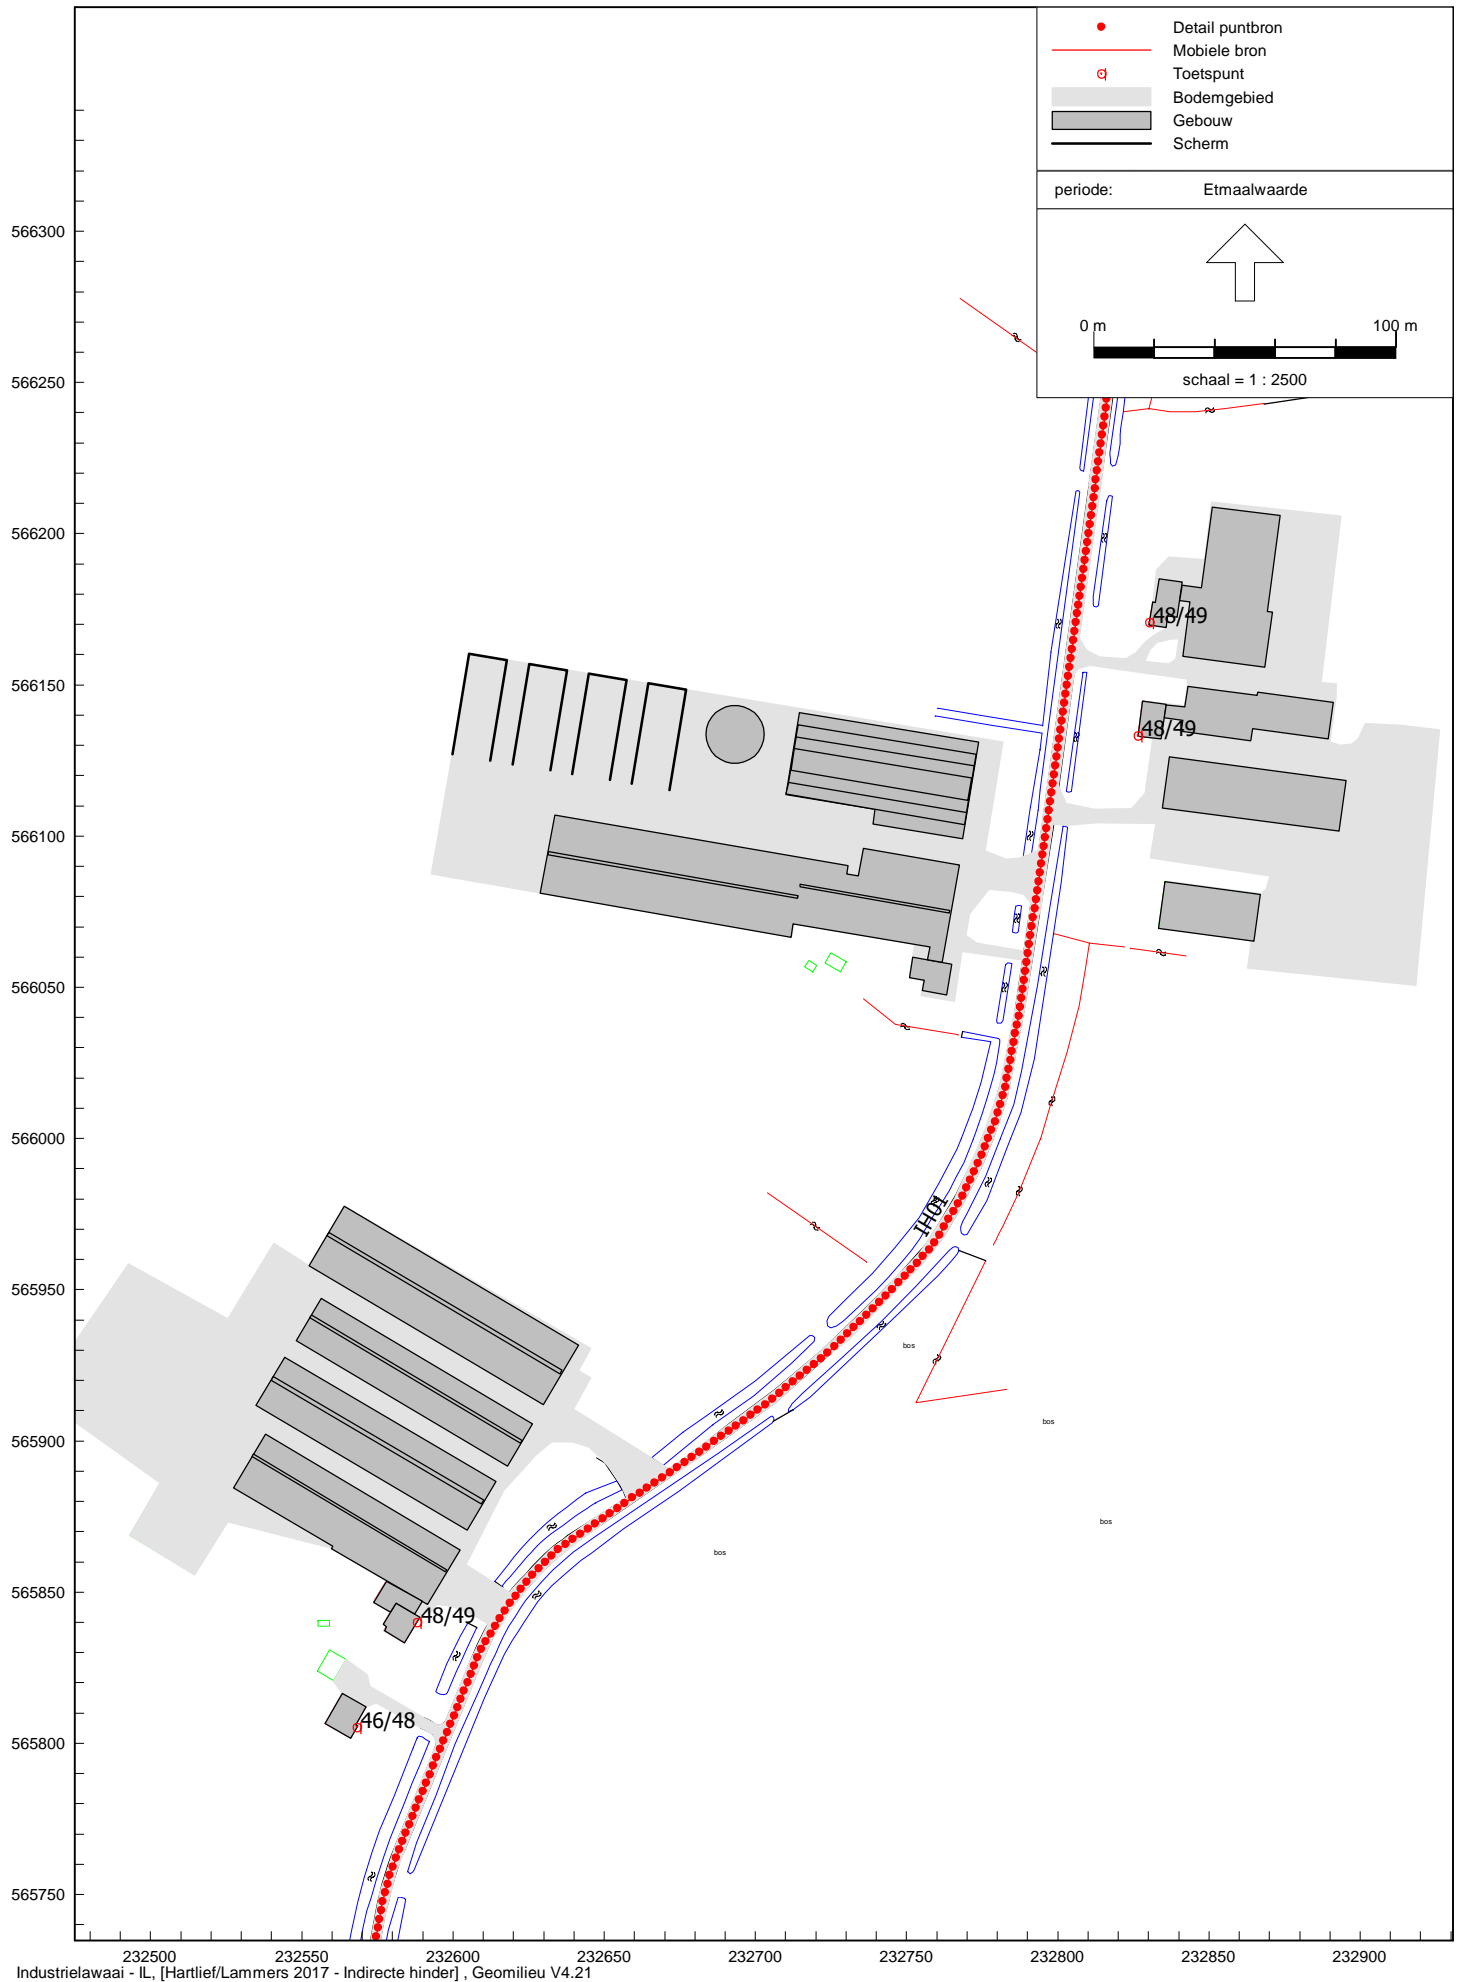 Detail puntbron
Mobiele bron
Toetspunt
Bodemgebied
Gebouw
Scherm
periode: Etmaalwaarde
0 m 100 m
schaal = 1 : 2500
566300
566250
566200
566150
566100
566050
566000
565950
565900
565850
565800
565750
48/49
48/49
IH01
bos
bos
bos
bos
48/49
46/48
232500 232550 232600 232650 232700 232750 232800 232850 232900
Industrielawaai - IL, [Hartlief/Lammers 2017 - Indirecte hinder] , Geomilieu V4.21